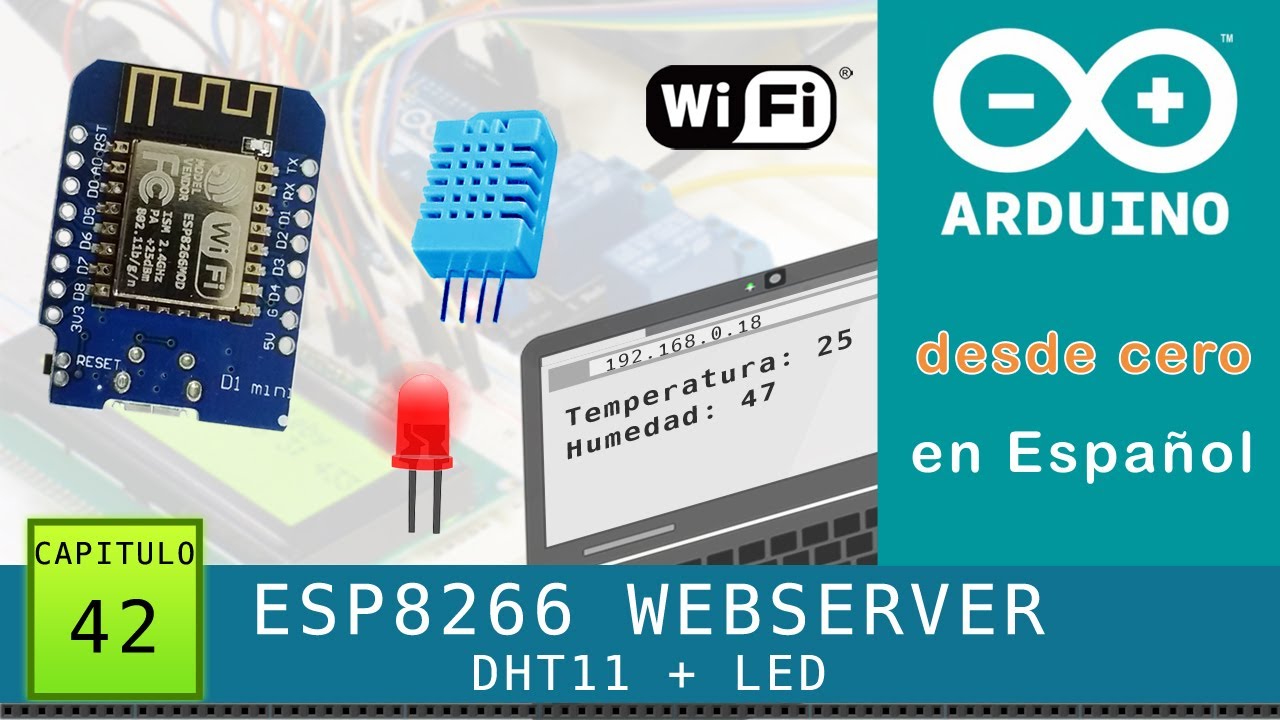 RST
A0
D0
D5
D6
D7
D8
3V3
TX
RX
D1
D2
D3
D4
G
5V
MODEL
VENDOR
ESP8266MOD
ISM 2.4GHz
PA +25dBm
802.11b/g/n
FC
WiFi
RESET
D1 mini
WiFi®
192.168.0.18
Temperatura: 25
Humedad: 47
- +
TM
ARDUINO
desde cero
en Español
CAPITULO
42
ESP8266 WEBSERVER
DHT11 + LED